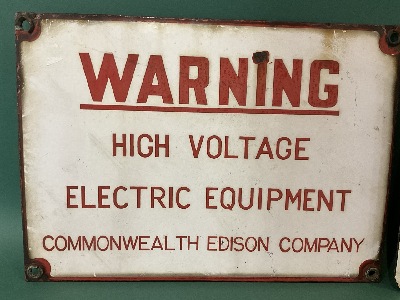 WARNING
HIGH VOLTAGE
ELECTRIC EQUIPMENT
COMMONWEALTH EDISON COMPANY